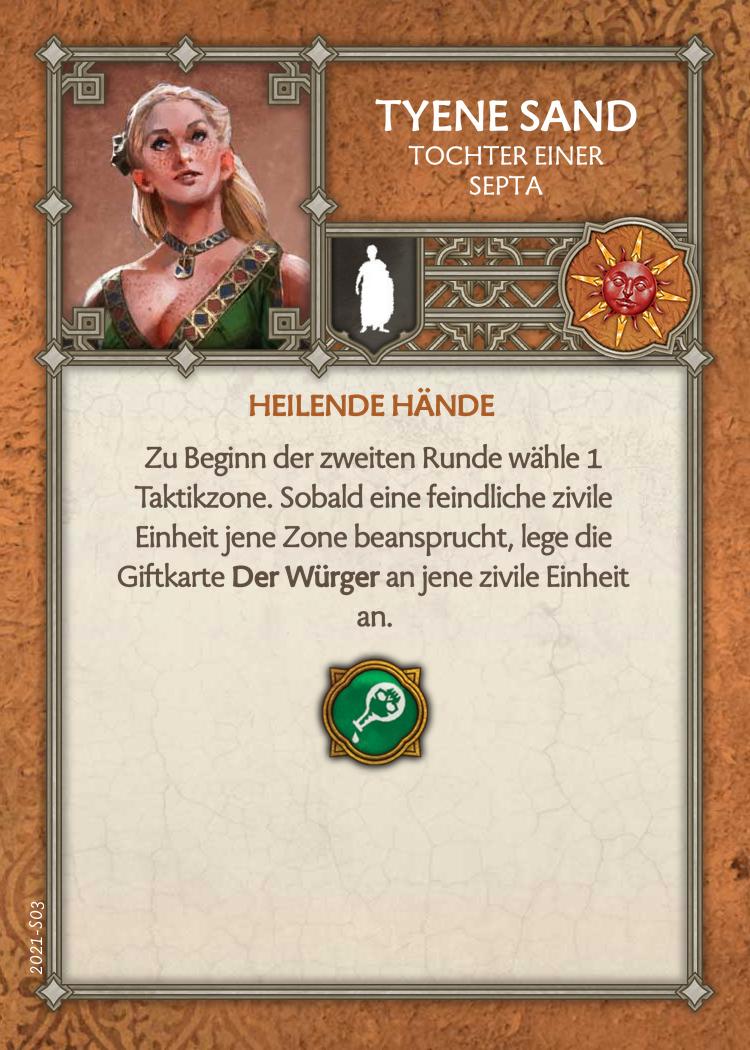 TYENE SAND
TOCHTER EINER
SEPTA
HEILENDE HÄNDE
Zu Beginn der zweiten Runde wähle 1
Taktikzone. Sobald eine feindliche zivile
Einheit jene Zone beansprucht, lege die
Giftkarte Der Würger an jene zivile Einheit
an.
2021-S03